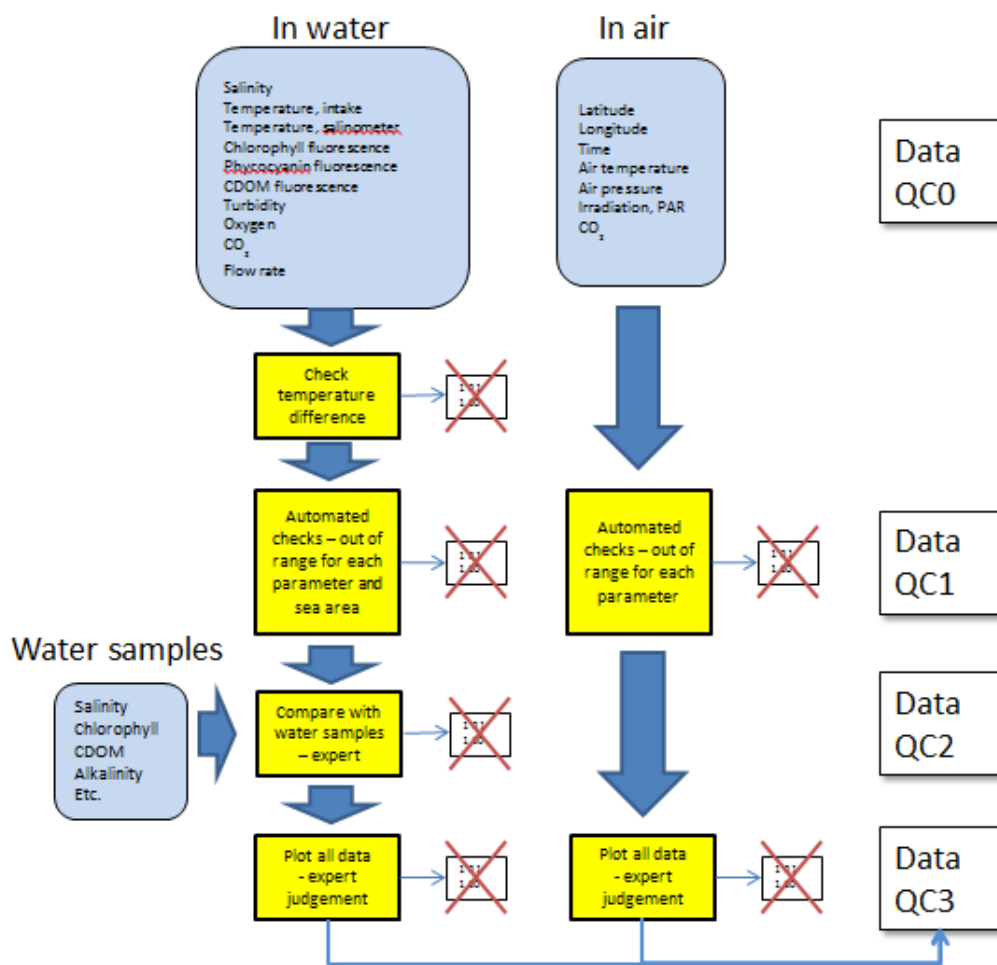 In water
In air
Salinity
Temperature, intake
Temperature, salinometer
Chlorophyll fluorescence
Phycocyanin fluorescence
CDOM fluorescence
Turbidity
Oxygen
CO₂
Flow rate
Latitude
Longitude
Time
Air temperature
Air pressure
Irradiation, PAR
CO₂
Data
QC0
Check
temperature
difference
Automated
checks – out of
range for each
parameter and
sea area
Automated
checks – out of
range for each
parameter
Data
QC1
Water samples
Salinity
Chlorophyll
CDOM
Alkalinity
Etc.
Compare with
water samples
– expert
Data
QC2
Plot all data
- expert
judgement
Plot all data
- expert
judgement
Data
QC3